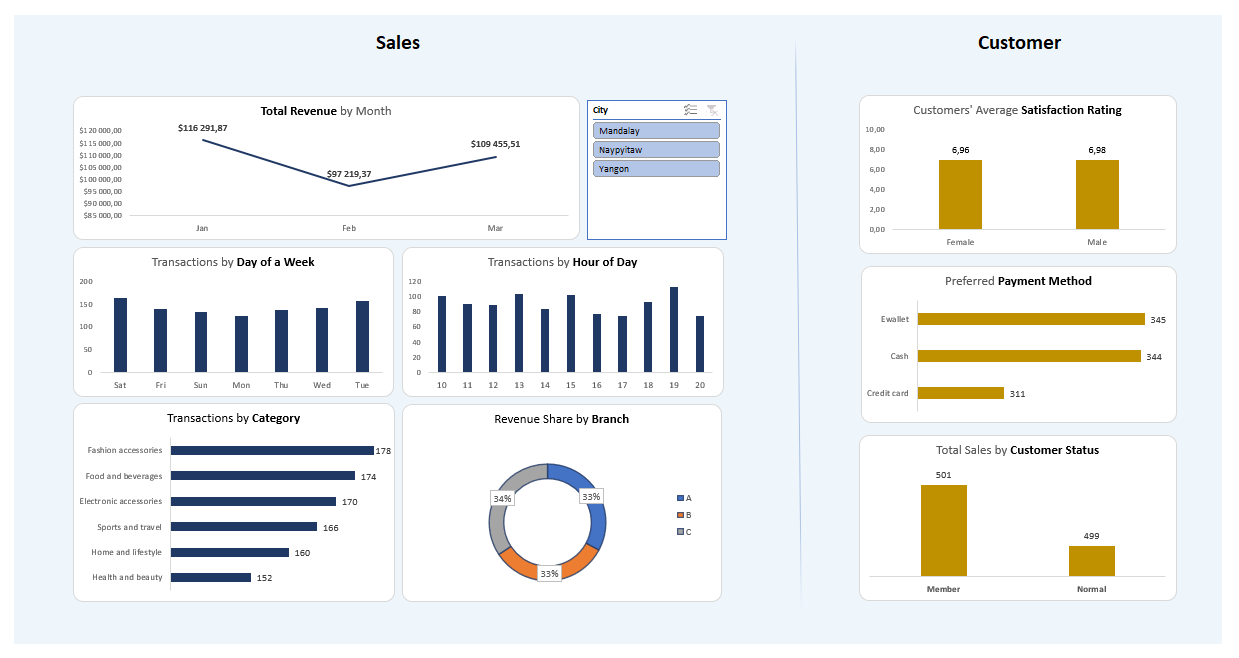 Sales
Customer
Total Revenue by Month
$120 000,00
$115 000,00
$110 000,00
$105 000,00
$100 000,00
$95 000,00
$90 000,00
$85 000,00
$116 291,87
$97 219,37
$109 455,51
Jan Feb Mar
City
Mandalay
Naypyitaw
Yangon
Customers' Average Satisfaction Rating
10,00
8,00
6,00
4,00
2,00
0,00
6,96 6,98
Female Male
Transactions by Day of a Week
200
150
100
50
0
Sat Fri Sun Mon Thu Wed Tue
Transactions by Hour of Day
120
100
80
60
40
20
0
10 11 12 13 14 15 16 17 18 19 20
Preferred Payment Method
Ewallet 345
Cash 344
Credit card 311
Transactions by Category
Fashion accessories 178
Food and beverages 174
Electronic accessories 170
Sports and travel 166
Home and lifestyle 160
Health and beauty 152
Revenue Share by Branch
34% 33%
33%
A
B
C
Total Sales by Customer Status
501
499
Member Normal